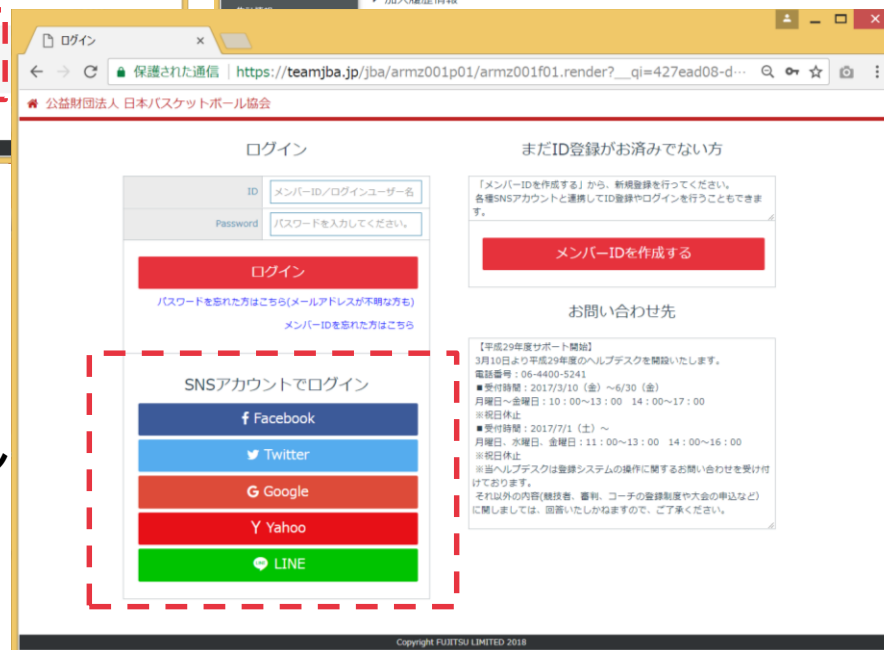 加入履歴情報
ログイン
保護された通信
https://teamjba.jp/jba/armz001p01/armz001f01.render?__qi=427ead08-d…
公益財団法人 日本バスケットボール協会
ログイン
ID
メンバーID／ログインユーザー名
Password
パスワードを入力してください。
ログイン
パスワードを忘れた方はこちら(メールアドレスが不明な方も)
メンバーIDを忘れた方はこちら
SNSアカウントでログイン
Facebook
Twitter
Google
Yahoo
LINE
まだID登録がお済みでない方
「メンバーIDを作成する」から、新規登録を行ってください。
各種SNSアカウントと連携してID登録やログインを行うこともできま
す。
メンバーIDを作成する
お問い合わせ先
【平成29年度サポート開始】
3月10日より平成29年度のヘルプデスクを開設いたします。
電話番号：06-4400-5241
■受付時間：2017/3/10（金）～6/30（金）
月曜日～金曜日：10：00～13：00　14：00～17：00
※祝日休止
■受付時間：2017/7/1（土）～
月曜日、水曜日、金曜日：11：00～13：00　14：00～16：00
※祝日休止
※当ヘルプデスクは登録システムの操作に関するお問い合わせを受け付
けております。
それ以外の内容(競技者、審判、コーチの登録制度や大会の申込など)
に関しましては、回答いたしかねますので、ご了承ください。
Copyright FUJITSU LIMITED 2018